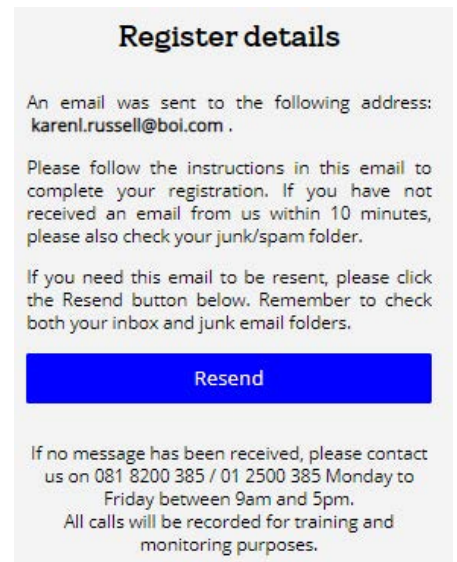 Register details
An email was sent to the following address:
karenl.russell@boi.com .
Please follow the instructions in this email to
complete your registration. If you have not
received an email from us within 10 minutes,
please also check your junk/spam folder.
If you need this email to be resent, please click
the Resend button below. Remember to check
both your inbox and junk email folders.
Resend
If no message has been received, please contact
us on 081 8200 385 / 01 2500 385 Monday to
Friday between 9am and 5pm.
All calls will be recorded for training and
monitoring purposes.